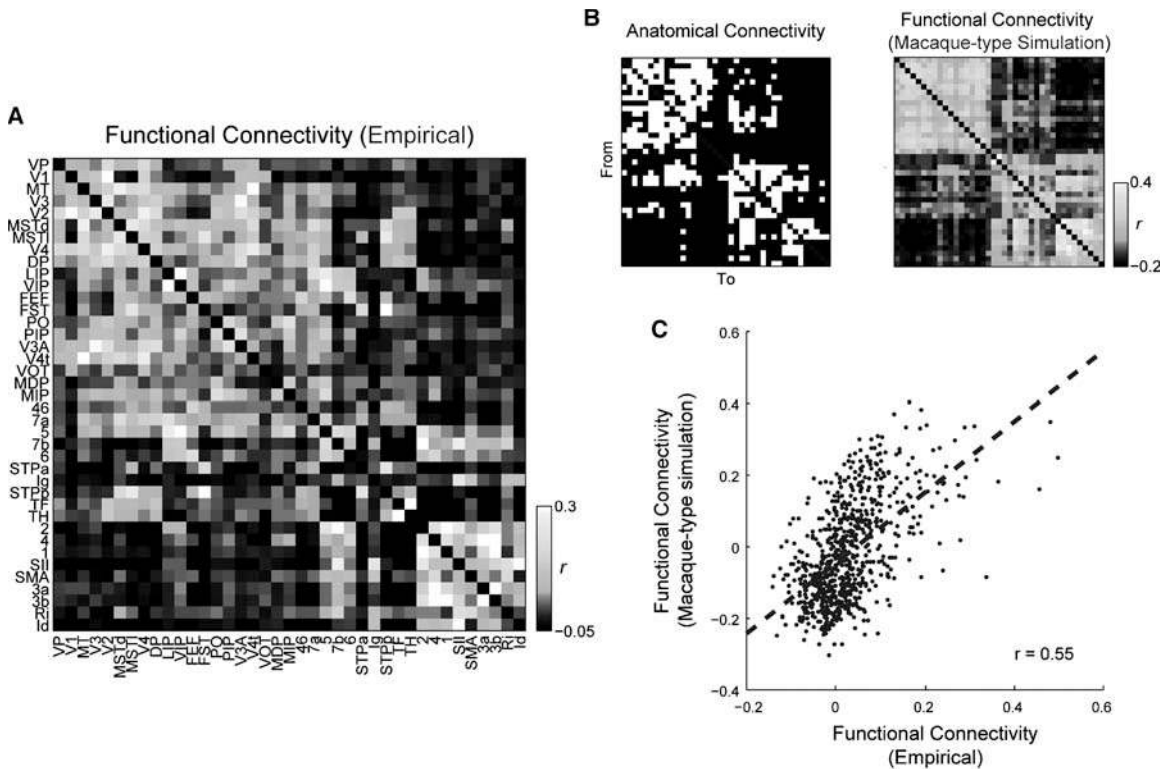 A
Functional Connectivity (Empirical)
VP
V1
MT
V3
V2
MSTd
MSTl
V4
DP
LIP
VIP
FEF
FST
PO
PIP
V3A
V4t
VOT
MDP
MIP
46
7a
5
7b
6
STPa
Ig
STPp
TF
TH
2
4
1
SII
SMA
3a
3b
Ri
Id
VP V1 MT V3 V2 MSTd MSTl V4 DP LIP VIP FEF FST PO PIP V3A V4t VOT MDP MIP 46 7a 5 7b 6 STPa Ig STPp TF TH 2 4 1 SII SMA 3a 3b Ri Id
0.3
r
−0.05
B
Anatomical Connectivity
From
To
Functional Connectivity
(Macaque-type Simulation)
0.4
r
−0.2
C
Functional Connectivity
(Macaque-type simulation)
0.6
0.4
0.2
0
−0.2
−0.4
r = 0.55
−0.2 0 0.2 0.4 0.6
Functional Connectivity
(Empirical)